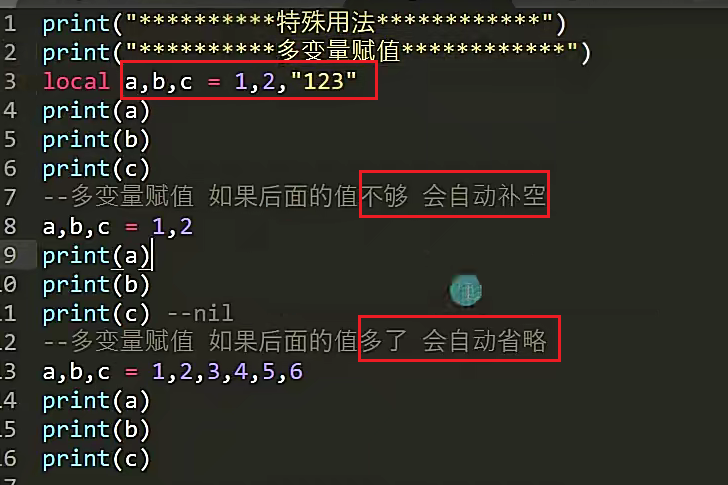 1 print("**********特殊用法************")
2 print("**********多变量赋值************")
3 local a,b,c = 1,2,"123"
4 print(a)
5 print(b)
6 print(c)
7 --多变量赋值 如果后面的值不够 会自动补空
8 a,b,c = 1,2
9 print(a)
10 print(b)
11 print(c) --nil
12 --多变量赋值 如果后面的值多了 会自动省略
13 a,b,c = 1,2,3,4,5,6
14 print(a)
15 print(b)
16 print(c)